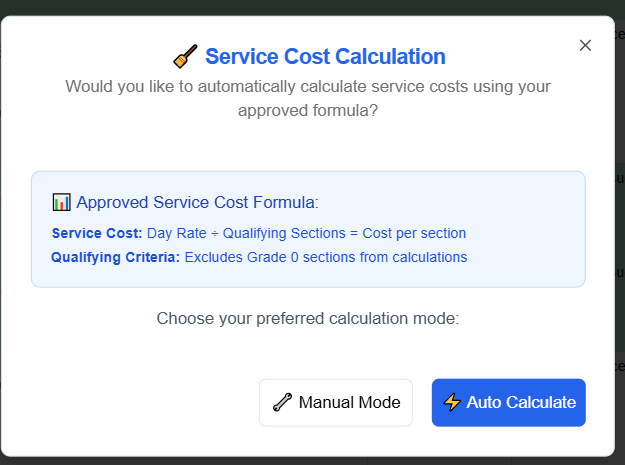 Service Cost Calculation
Would you like to automatically calculate service costs using your
approved formula?
Approved Service Cost Formula:
Service Cost: Day Rate ÷ Qualifying Sections = Cost per section
Qualifying Criteria: Excludes Grade 0 sections from calculations
Choose your preferred calculation mode:
Manual Mode
Auto Calculate